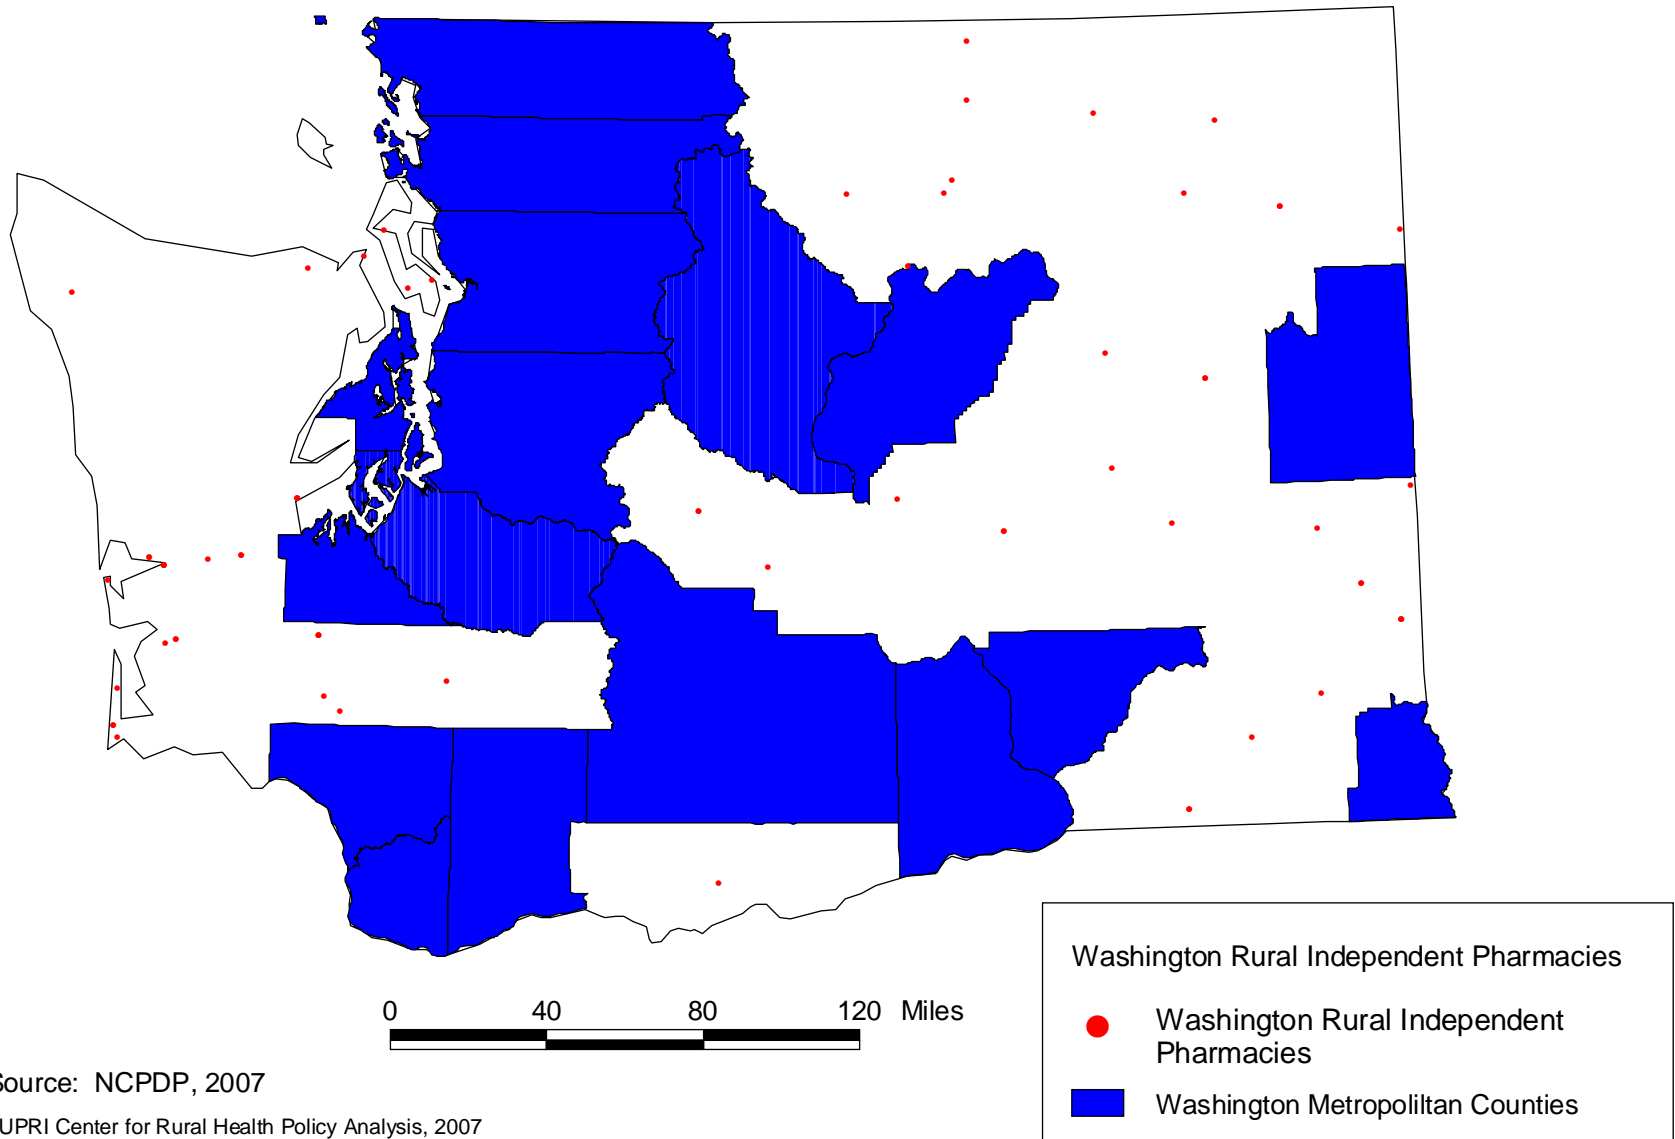 0 40 80 120 Miles
Source: NCPDP, 2007
UPRI Center for Rural Health Policy Analysis, 2007
Washington Rural Independent Pharmacies
Washington Rural Independent
Pharmacies
Washington Metropoliltan Counties